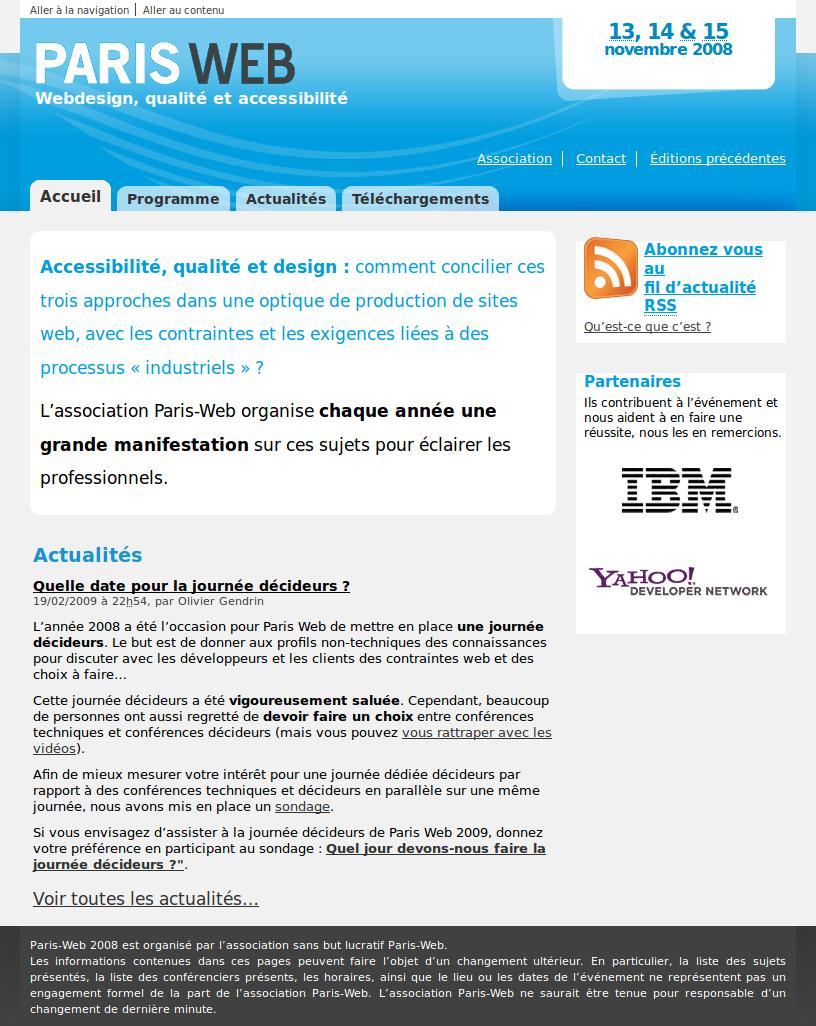 Aller à la navigation | Aller au contenu
PARIS WEB
Webdesign, qualité et accessibilité
13, 14 & 15
novembre 2008
Association | Contact | Éditions précédentes
Accueil Programme Actualités Téléchargements
Accessibilité, qualité et design : comment concilier ces
trois approches dans une optique de production de sites
web, avec les contraintes et les exigences liées à des
processus « industriels » ?
L’association Paris-Web organise chaque année une
grande manifestation sur ces sujets pour éclairer les
professionnels.
Actualités
Quelle date pour la journée décideurs ?
19/02/2009 à 22h54, par Olivier Gendrin
L’année 2008 a été l’occasion pour Paris Web de mettre en place une journée
décideurs. Le but est de donner aux profils non-techniques des connaissances
pour discuter avec les développeurs et les clients des contraintes web et des
choix à faire…
Cette journée décideurs a été vigoureusement saluée. Cependant, beaucoup
de personnes ont aussi regretté de devoir faire un choix entre conférences
techniques et conférences décideurs (mais vous pouvez vous rattraper avec les
vidéos).
Afin de mieux mesurer votre intérêt pour une journée dédiée décideurs par
rapport à des conférences techniques et décideurs en parallèle sur une même
journée, nous avons mis en place un sondage.
Si vous envisagez d’assister à la journée décideurs de Paris Web 2009, donnez
votre préférence en participant au sondage : Quel jour devons-nous faire la
journée décideurs ?".
Voir toutes les actualités…
Abonnez vous
au
fil d’actualité
RSS
Qu’est-ce que c’est ?
Partenaires
Ils contribuent à l’événement et
nous aident à en faire une
réussite, nous les en remercions.
IBM®
YAHOO!
DEVELOPER NETWORK
Paris-Web 2008 est organisé par l’association sans but lucratif Paris-Web.
Les informations contenues dans ces pages peuvent faire l’objet d’un changement ultérieur. En particulier, la liste des sujets
présentés, la liste des conférenciers présents, les horaires, ainsi que le lieu ou les dates de l’événement ne représentent pas un
engagement formel de la part de l’association Paris-Web. L’association Paris-Web ne saurait être tenue pour responsable d’un
changement de dernière minute.